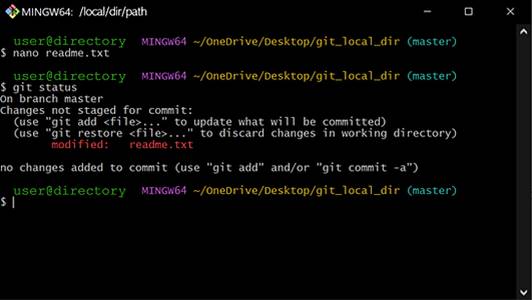 MINGW64: /local/dir/path
user@directory MINGW64 ~/OneDrive/Desktop/git_local_dir (master)
$ nano readme.txt
user@directory MINGW64 ~/OneDrive/Desktop/git_local_dir (master)
$ git status
On branch master
Changes not staged for commit:
(use "git add <file>..." to update what will be committed)
(use "git restore <file>..." to discard changes in working directory)
modified: readme.txt
no changes added to commit (use "git add" and/or "git commit -a")
user@directory MINGW64 ~/OneDrive/Desktop/git_local_dir (master)
$